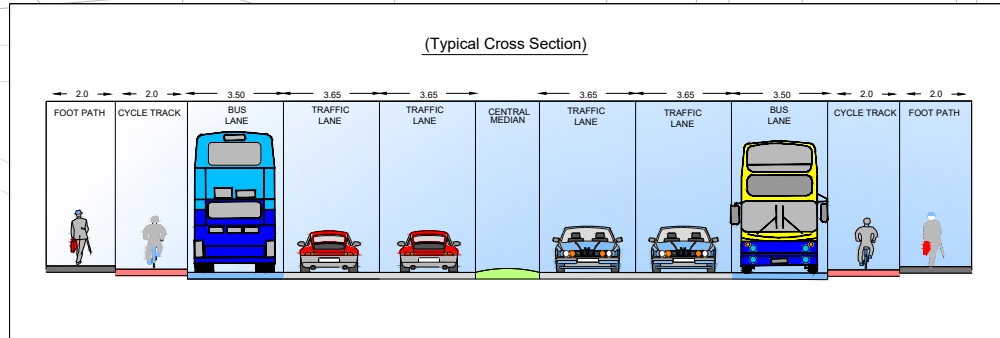 (Typical Cross Section)
2.0 2.0 3.50 3.65 3.65 3.65 3.65 3.50 2.0 2.0
FOOT PATH
CYCLE TRACK
BUS
LANE
TRAFFIC
LANE
TRAFFIC
LANE
CENTRAL
MEDIAN
TRAFFIC
LANE
TRAFFIC
LANE
BUS
LANE
CYCLE TRACK
FOOT PATH